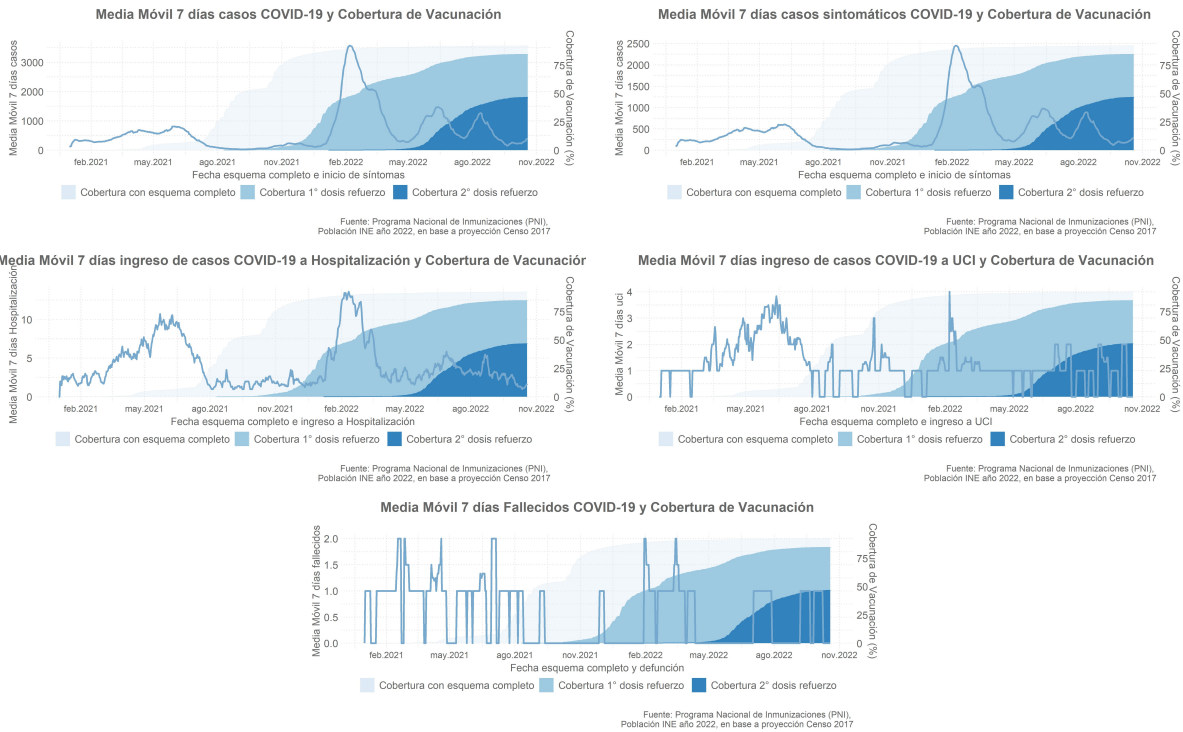 Media Móvil 7 días casos COVID-19 y Cobertura de Vacunación
Media Móvil 7 días casos
3000
2000
1000
0
Cobertura de Vacunación (%)
75
50
25
0
feb.2021 may.2021 ago.2021 nov.2021 feb.2022 may.2022 ago.2022 nov.2022
Fecha esquema completo e inicio de síntomas
Cobertura con esquema completo Cobertura 1° dosis refuerzo Cobertura 2° dosis refuerzo
Fuente: Programa Nacional de Inmunizaciones (PNI),
Población INE año 2022, en base a proyección Censo 2017
Media Móvil 7 días casos sintomáticos COVID-19 y Cobertura de Vacunación
Media Móvil 7 días casos
2500
2000
1500
1000
500
0
Cobertura de Vacunación (%)
75
50
25
0
feb.2021 may.2021 ago.2021 nov.2021 feb.2022 may.2022 ago.2022 nov.2022
Fecha esquema completo e inicio de síntomas
Cobertura con esquema completo Cobertura 1° dosis refuerzo Cobertura 2° dosis refuerzo
Fuente: Programa Nacional de Inmunizaciones (PNI),
Población INE año 2022, en base a proyección Censo 2017
Media Móvil 7 días ingreso de casos COVID-19 a Hospitalización y Cobertura de Vacunación
Media Móvil 7 días Hospitalización
10
5
0
Cobertura de Vacunación (%)
75
50
25
0
feb.2021 may.2021 ago.2021 nov.2021 feb.2022 may.2022 ago.2022 nov.2022
Fecha esquema completo e ingreso a Hospitalización
Cobertura con esquema completo Cobertura 1° dosis refuerzo Cobertura 2° dosis refuerzo
Fuente: Programa Nacional de Inmunizaciones (PNI),
Población INE año 2022, en base a proyección Censo 2017
Media Móvil 7 días ingreso de casos COVID-19 a UCI y Cobertura de Vacunación
Media Móvil 7 días uci
4
3
2
1
0
Cobertura de Vacunación (%)
75
50
25
0
feb.2021 may.2021 ago.2021 nov.2021 feb.2022 may.2022 ago.2022 nov.2022
Fecha esquema completo e ingreso a UCI
Cobertura con esquema completo Cobertura 1° dosis refuerzo Cobertura 2° dosis refuerzo
Fuente: Programa Nacional de Inmunizaciones (PNI),
Población INE año 2022, en base a proyección Censo 2017
Media Móvil 7 días Fallecidos COVID-19 y Cobertura de Vacunación
Media Móvil 7 días fallecidos
2.0
1.5
1.0
0.5
0.0
Cobertura de Vacunación (%)
75
50
25
0
feb.2021 may.2021 ago.2021 nov.2021 feb.2022 may.2022 ago.2022 nov.2022
Fecha esquema completo y defunción
Cobertura con esquema completo Cobertura 1° dosis refuerzo Cobertura 2° dosis refuerzo
Fuente: Programa Nacional de Inmunizaciones (PNI),
Población INE año 2022, en base a proyección Censo 2017